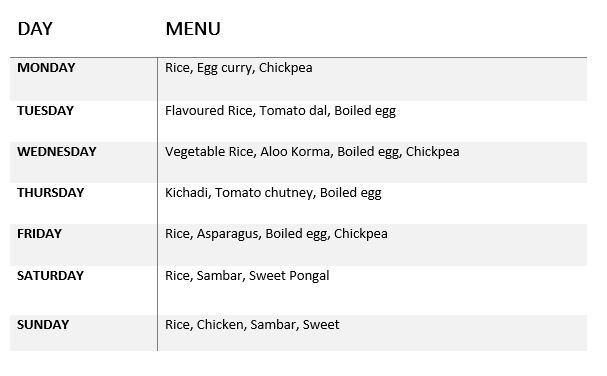 DAY MENU
MONDAY Rice, Egg curry, Chickpea
TUESDAY Flavoured Rice, Tomato dal, Boiled egg
WEDNESDAY Vegetable Rice, Aloo Korma, Boiled egg, Chickpea
THURSDAY Kichadi, Tomato chutney, Boiled egg
FRIDAY Rice, Asparagus, Boiled egg, Chickpea
SATURDAY Rice, Sambar, Sweet Pongal
SUNDAY Rice, Chicken, Sambar, Sweet